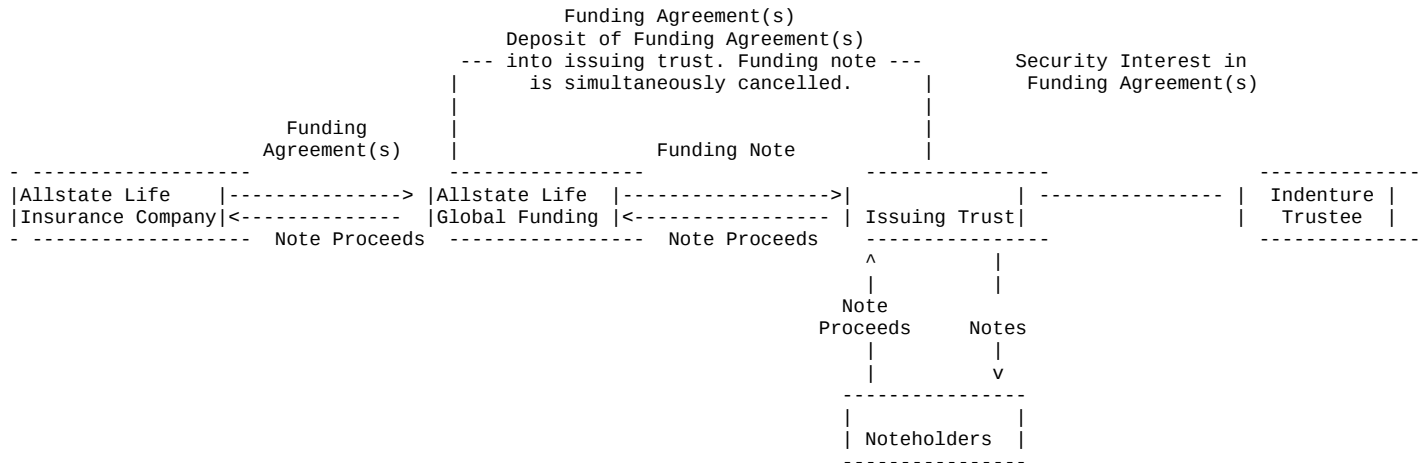 Funding Agreement(s)
Deposit of Funding Agreement(s)
--- into issuing trust. Funding note --- Security Interest in
| is simultaneously cancelled. | Funding Agreement(s)
| |
Funding | |
Agreement(s) | Funding Note |
- ------------------- ----------------- ---------------- --------------
|Allstate Life |---------------> |Allstate Life |------------------>| | ---------------- | Indenture |
|Insurance Company|<-------------- |Global Funding |<----------------- | Issuing Trust| | Trustee |
- ------------------- Note Proceeds ----------------- Note Proceeds ---------------- --------------
^ |
| |
Note
Proceeds Notes
| |
| v
----------------
| |
| Noteholders |
----------------